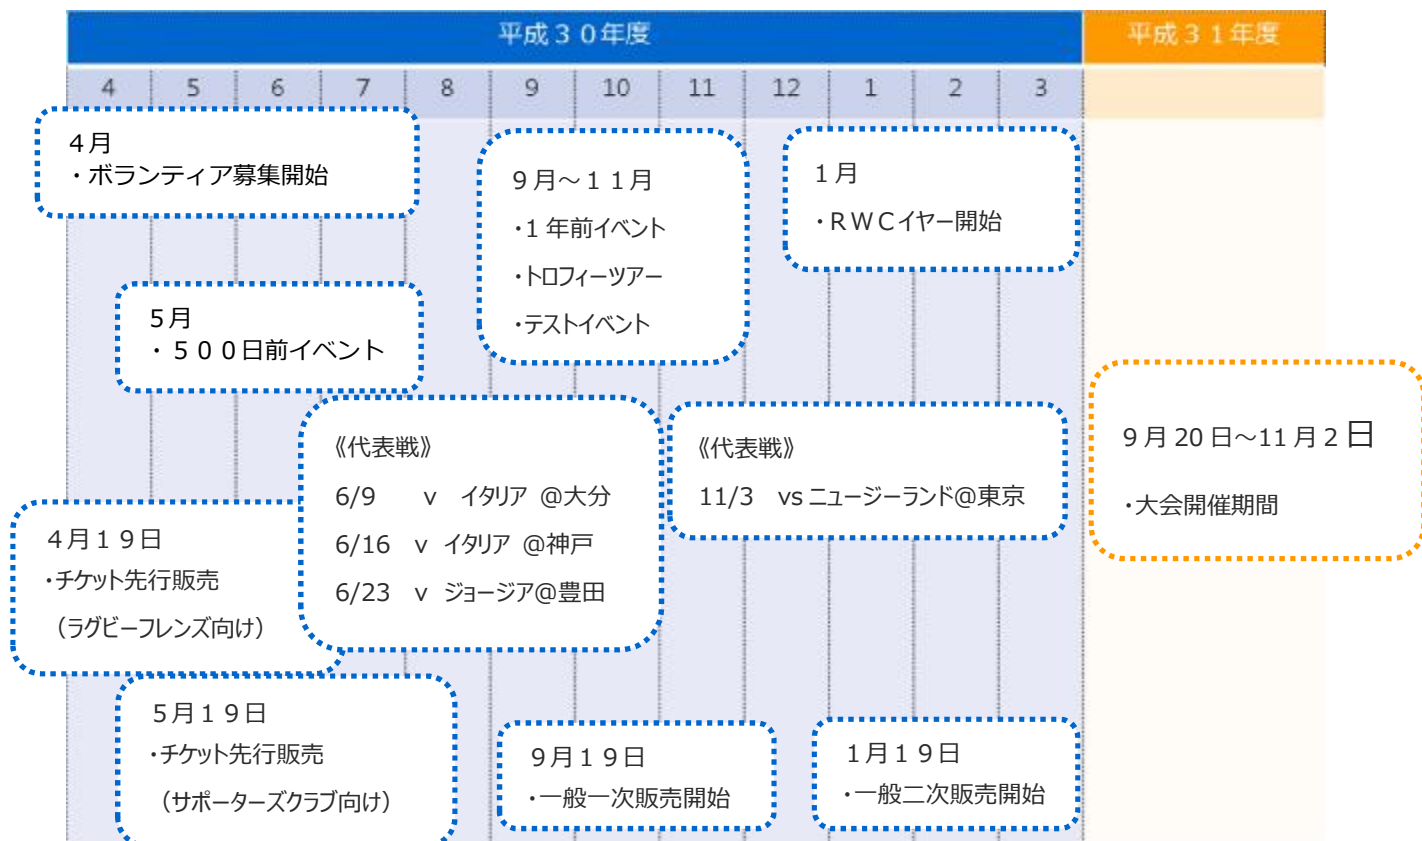 平成３０年度
平成３１年度
4 5 6 7 8 9 10 11 12 1 2 3
４月
・ボランティア募集開始
９月～１１月
・1年前イベント
・トロフィーツアー
・テストイベント
１月
・ＲＷＣイヤー開始
５月
・５００日前イベント
《代表戦》
6/9 v イタリア ＠大分
6/16 v イタリア ＠神戸
6/23 v ジョージア＠豊田
《代表戦》
11/3 vs ニュージーランド＠東京
９月 20 日～11 月 2 日
・大会開催期間
４月１９日
・チケット先行販売
（ラグビーフレンズ向け）
５月１９日
・チケット先行販売
（サポーターズクラブ向け）
９月１９日
・一般一次販売開始
１月１９日
・一般二次販売開始